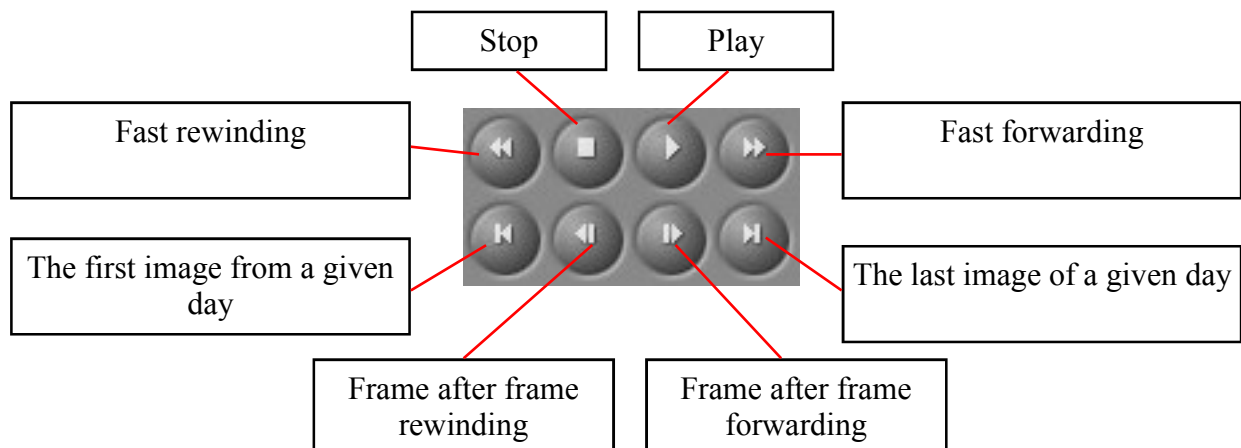 Stop
Play
Fast rewinding
Fast forwarding
The first image from a given
day
The last image of a given day
Frame after frame
rewinding
Frame after frame
forwarding